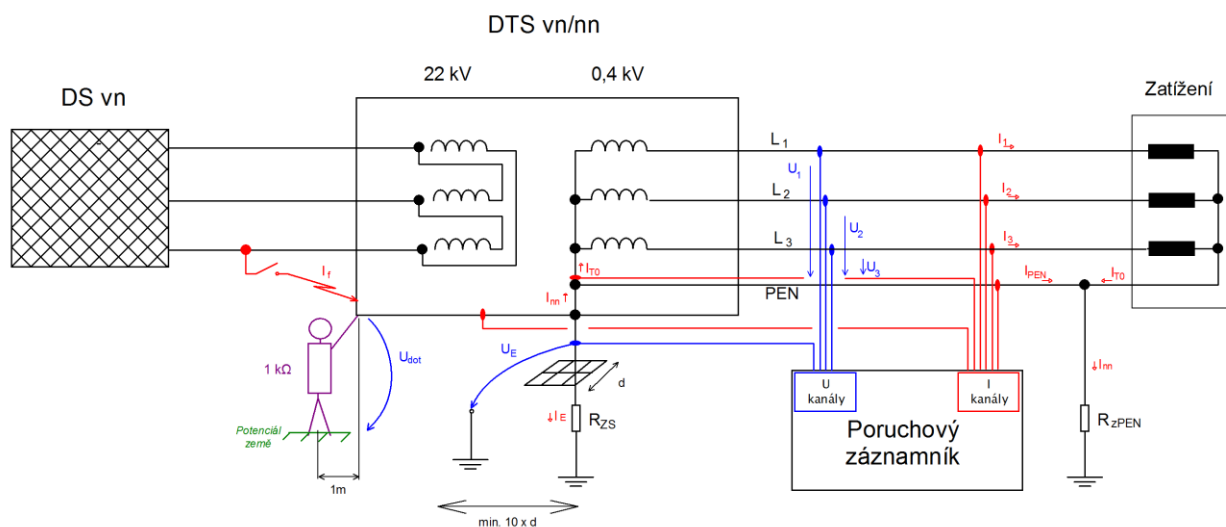 DTS vn/nn
22 kV
0,4 kV
DS vn
Zatížení
L1
I1
U1
L2
I2
U2
L3
I3
U3
If
IT0
Inn
PEN
IPEN
IT0
1 kΩ
Udot
UE
d
Inn
U
kanály
I
kanály
Potenciál
země
IE
RZS
Poruchový
záznamník
RzPEN
1m
min. 10 x d